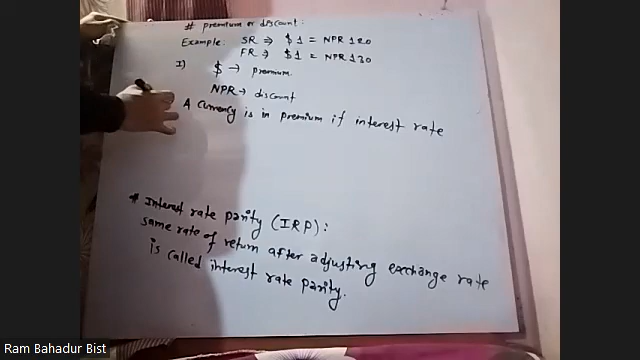 # premium or discount:
Example: SR ⇒ $1 = NPR 120
FR ⇒ $1 = NPR 130
I) $ → premium
NPR → discount
A currency is in premium if interest rate
# Interest rate parity (IRP):
same rate of return after adjusting exchange rate
is called interest rate parity.
Ram Bahadur Bist